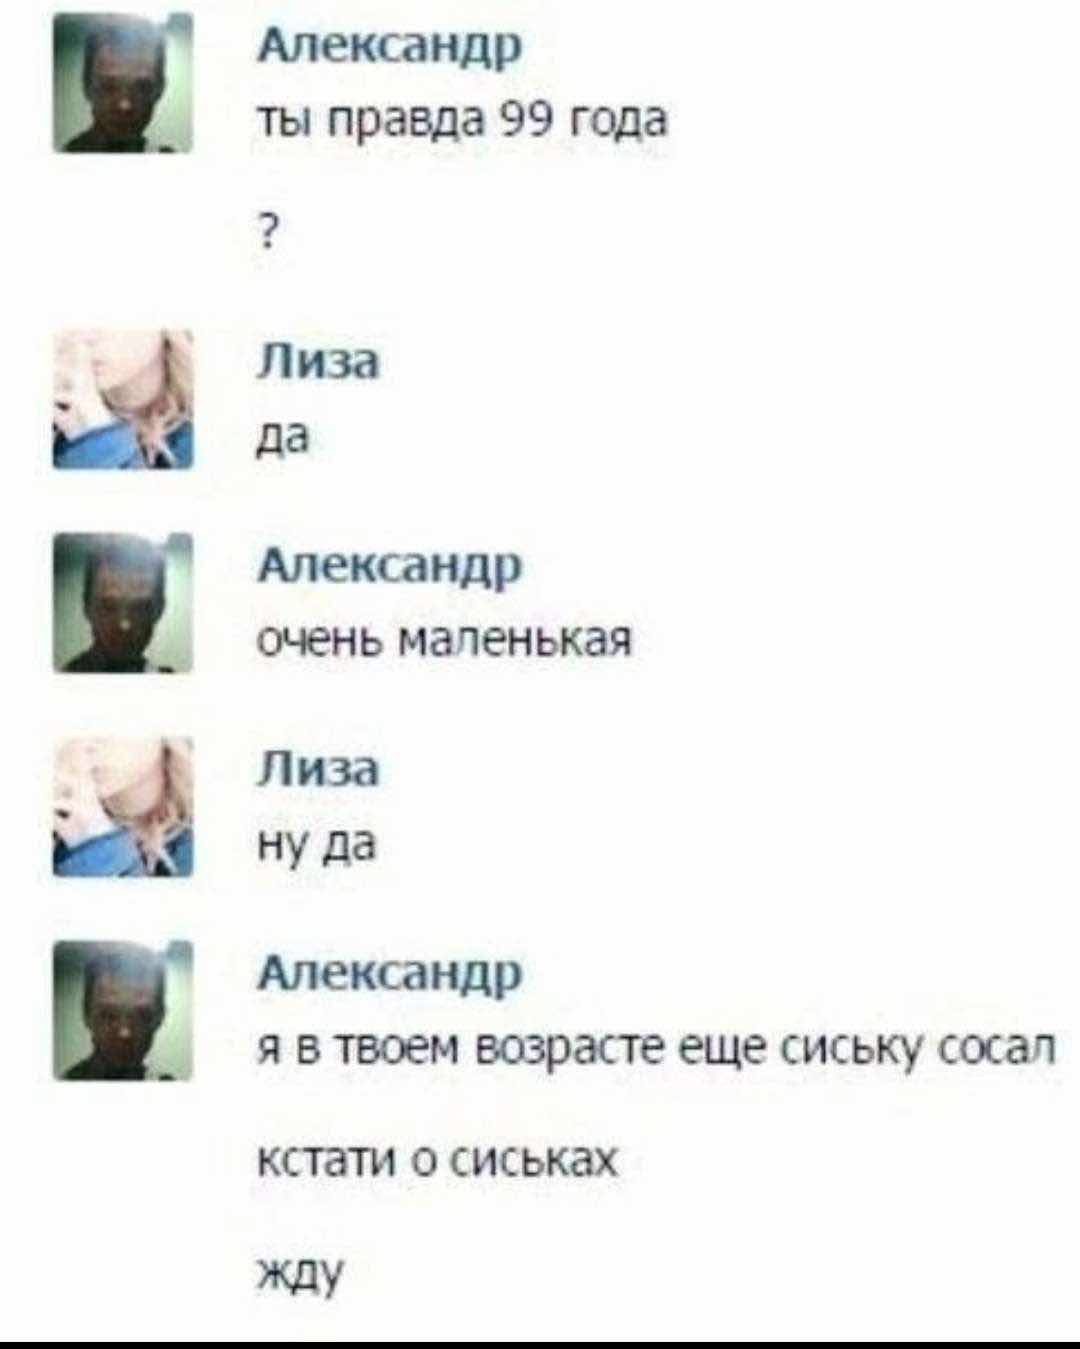 Александр
ты правда 99 года
?
Лиза
да
Александр
очень маленькая
Лиза
ну да
Александр
я в твоем возрасте еще сиську сосал
кстати о сиськах
жду